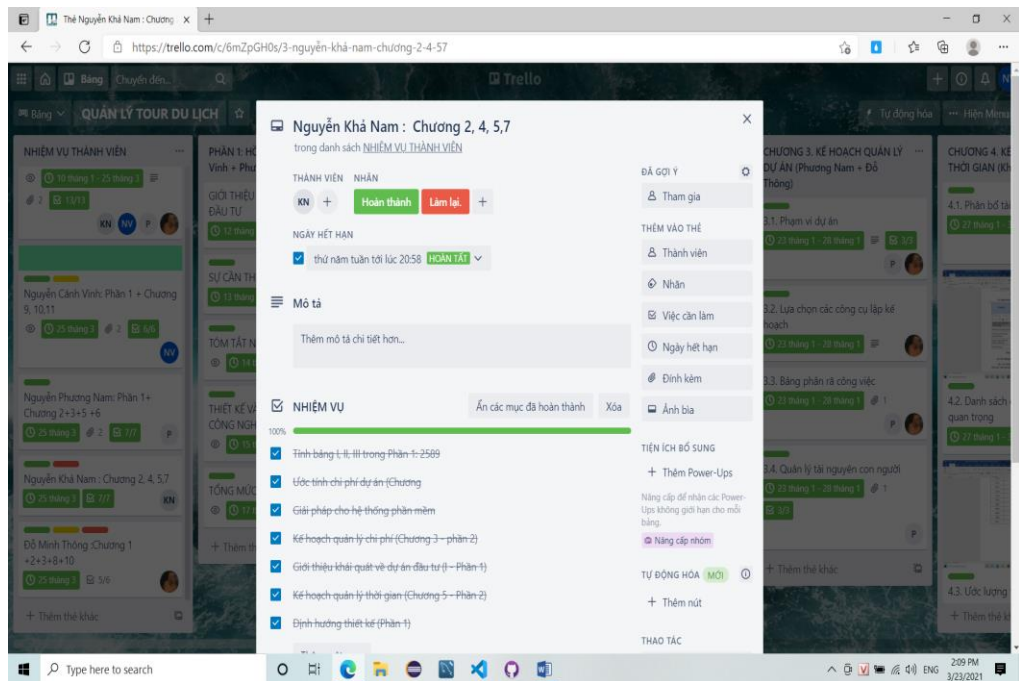 Thẻ Nguyễn Khả Nam : Chương
https://trello.com/c/6mZpGH0s/3-nguyễn-khả-nam-chương-2-4-57
Bảng
Chuyển đến...
Trello
Bảng
QUẢN LÝ TOUR DU LỊCH
Tự động hóa
Hiện Menu
NHIỆM VỤ THÀNH VIÊN
10 tháng 1 - 25 tháng 3
2 13/13
KN NV P
Nguyễn Cảnh Vinh: Phần 1 + Chương
9, 10,11
25 tháng 3 2 6/6
NV
Nguyễn Phương Nam: Phần 1+
Chương 2+3+5 +6
25 tháng 3 2 7/7 P
Nguyễn Khả Nam : Chương 2, 4, 5,7
25 tháng 3 7/7 KN
Đỗ Minh Thông :Chương 1
+2+3+8+10
25 tháng 3 5/6
+ Thêm thẻ khác
PHẦN 1: HỒ
Vinh + Phư
GIỚI THIỆU
ĐẦU TƯ
12 tháng
SỰ CẦN TH
13 tháng
TÓM TẮT N
14 t
THIẾT KẾ VÀ
CÔNG NGH
15 t
TỔNG MỨC
17 t
+ Thêm th
Nguyễn Khả Nam : Chương 2, 4, 5,7
trong danh sách NHIỆM VỤ THÀNH VIÊN
THÀNH VIÊN NHÃN
KN + Hoàn thành Làm lại. +
NGÀY HẾT HẠN
thứ năm tuần tới lúc 20:58 HOÀN TẤT
Mô tả
Thêm mô tả chi tiết hơn...
NHIỆM VỤ
Ẩn các mục đã hoàn thành Xóa
100%
Tính bảng I, II, III trong Phần 1: 2589
Ước tính chi phí dự án (Chương
Giải pháp cho hệ thống phần mềm
Kế hoạch quản lý chi phí (Chương 3 - phần 2)
Giới thiệu khái quát về dự án đầu tư (I - Phần 1)
Kế hoạch quản lý thời gian (Chương 5 - Phần 2)
Định hướng thiết kế (Phần 1)
ĐÃ GỢI Ý
Tham gia
THÊM VÀO THẺ
Thành viên
Nhãn
Việc cần làm
Ngày hết hạn
Đính kèm
Ảnh bìa
TIỆN ÍCH BỔ SUNG
+ Thêm Power-Ups
Nâng cấp để nhận các Power-
Ups không giới hạn cho mỗi
bảng.
Nâng cấp nhóm
TỰ ĐỘNG HÓA MỚI
+ Thêm nút
THAO TÁC
CHƯƠNG 3. KẾ HOẠCH QUẢN LÝ
DỰ ÁN (Phương Nam + Đỗ
Thông)
3.1. Phạm vi dự án
23 tháng 1 - 28 tháng 1 3/3
P
3.2. Lựa chọn các công cụ lập kế
hoạch
23 tháng 1 - 28 tháng 1
3.3. Bảng phân rã công việc
23 tháng 1 - 28 tháng 1 1
P
3.4. Quản lý tài nguyên con người
23 tháng 1 - 28 tháng 1 1
3/3
P
+ Thêm thẻ khác
CHƯƠNG 4. KẾ
THỜI GIAN (Kh
4.1. Phân bố tà
27 tháng 1 -
4.2. Danh sách
quan trọng
27 tháng 1 -
4.3. Ước lượng
+ Thêm thẻ k
Type here to search
ENG
2:09 PM
3/23/2021